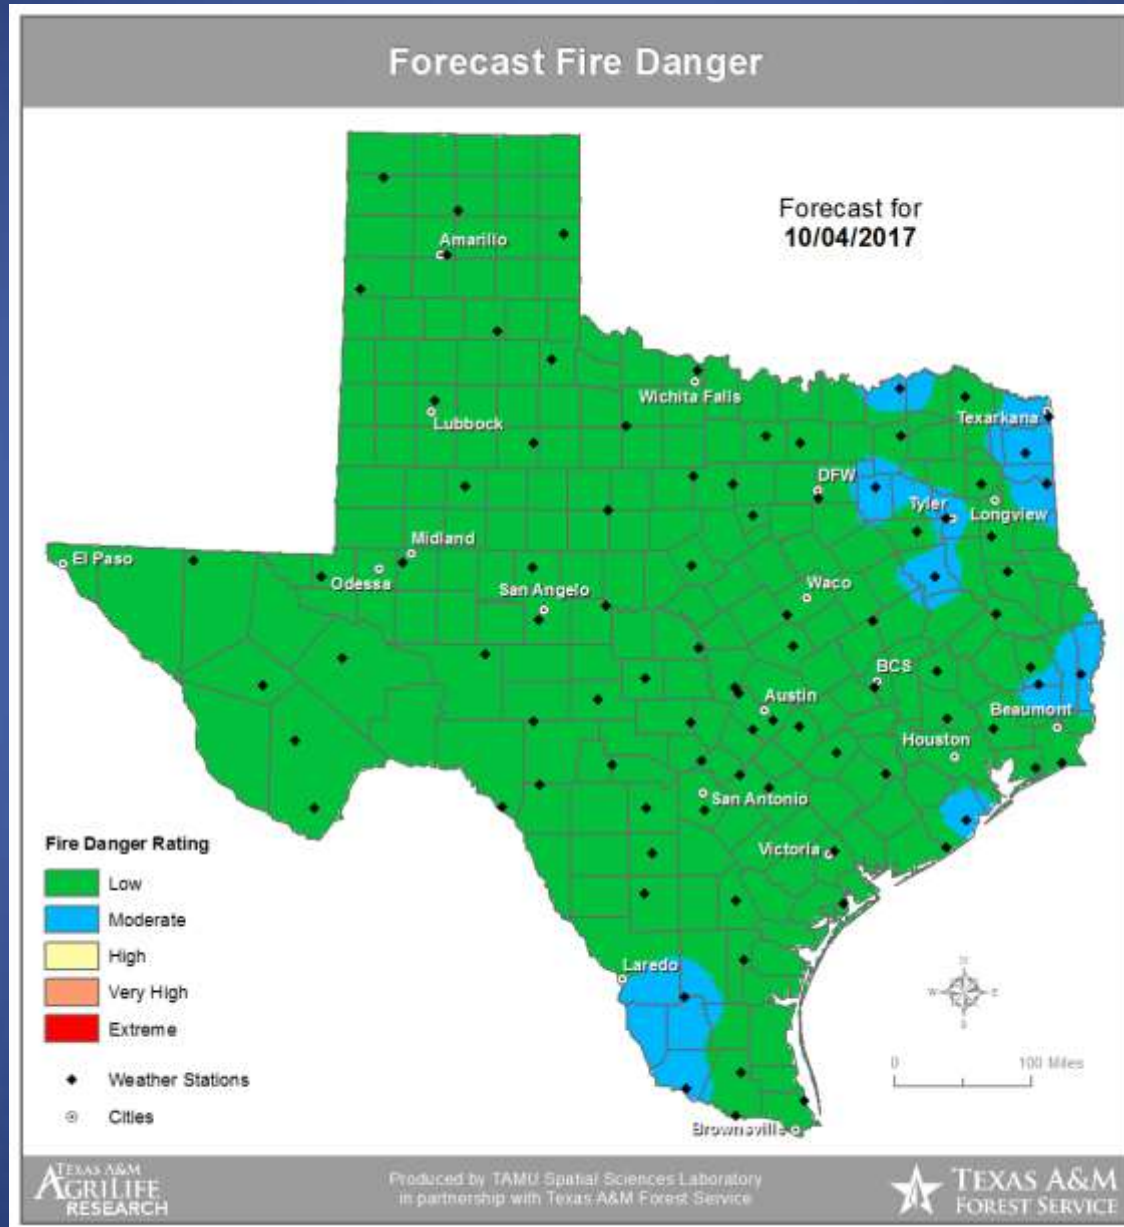 Forecast Fire Danger
Forecast for
10/04/2017
Amarillo
Wichita Falls
Lubbock
Texarkana
DFW
Tyler
Longview
El Paso
Midland
Odessa
San Angelo
Waco
BCS
Austin
Beaumont
Houston
San Antonio
Victoria
Laredo
Brownsville
Fire Danger Rating
Low
Moderate
High
Very High
Extreme
Weather Stations
Cities
N
W E
S
0 100 Miles
TEXAS A&M
AGRILIFE
RESEARCH
Produced by TAMU Spatial Sciences Laboratory
in partnership with Texas A&M Forest Service
TEXAS A&M
FOREST SERVICE